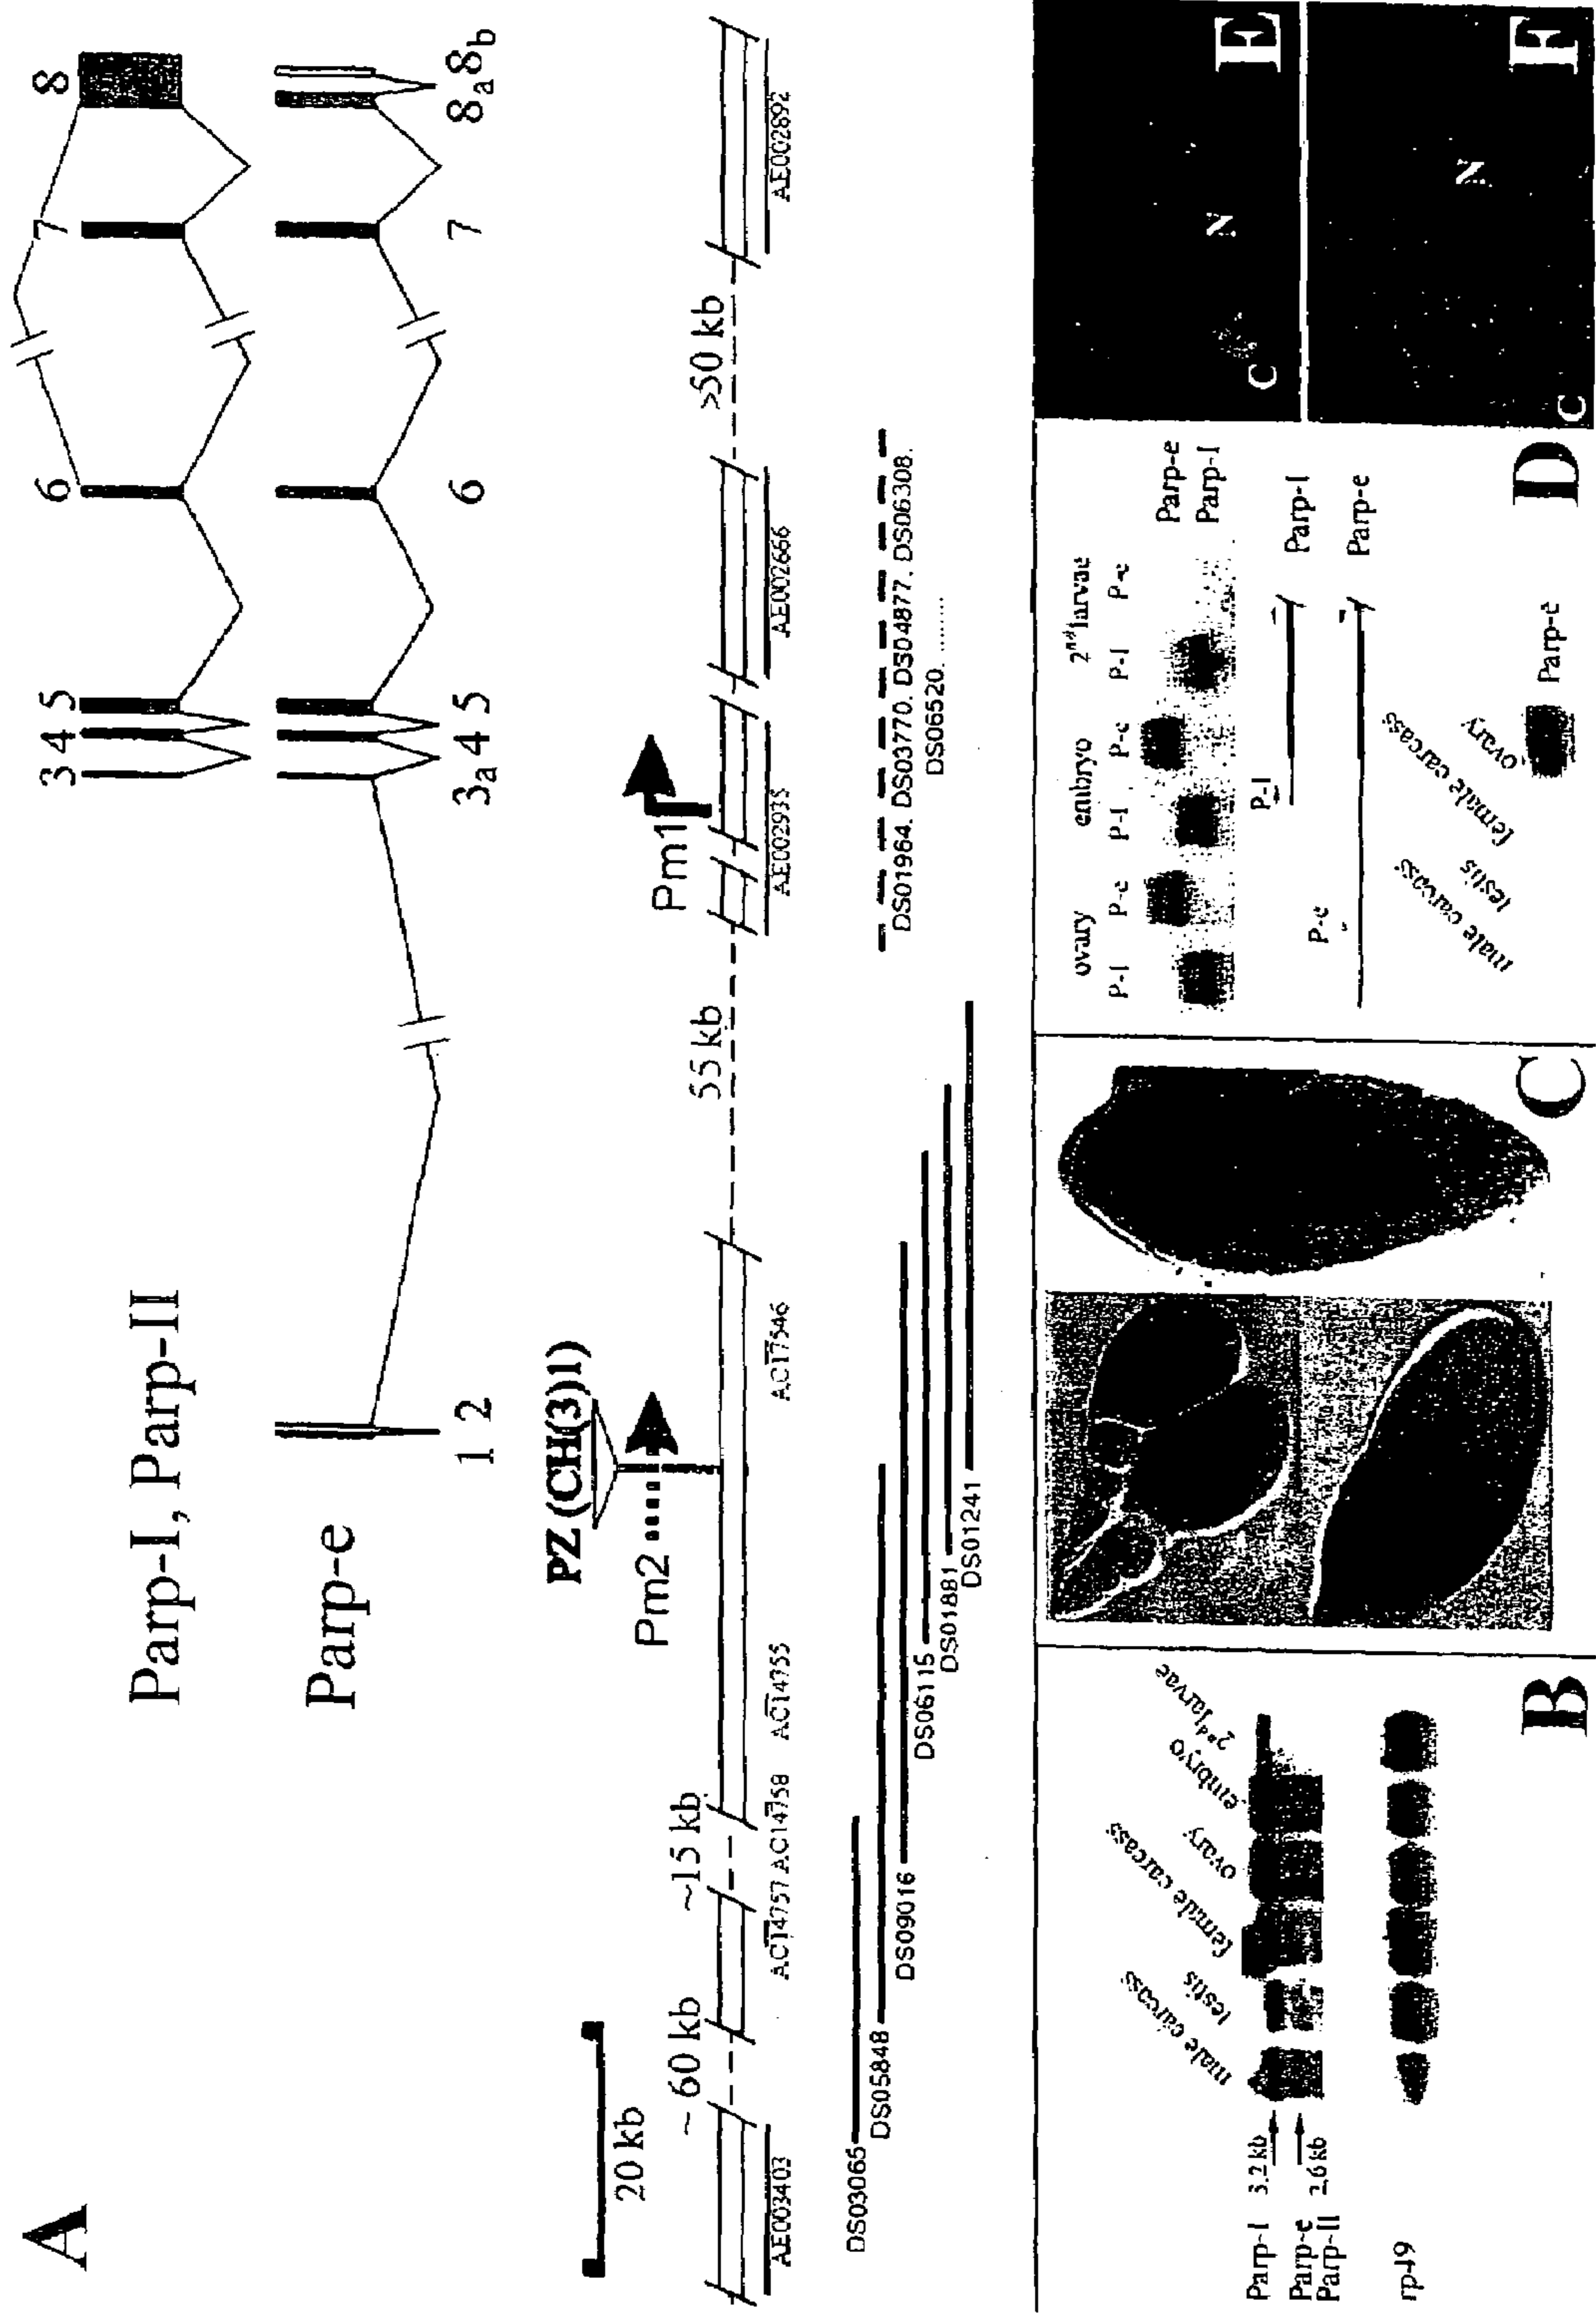 A
Parp-I, Parp-II
3 4 5 6 7 8
Parp-e
1 2 3a 4 5 6 7 8a 8b
PZ (CH(3)1)
20 kb
Pm2
Pm1
~ 60 kb
~15 kb
55 kb
>50 kb
AE003403
AC14757 AC14758 AC14755
AC17546
AE002935
AE002666
AE002892
DS03065
DS05848
DS09016
DS06115
DS01881
DS01241
DS01964. DS03770. DS04877. DS06308.
DS06520. ........
B
male carcass
testis
female carcass
ovary
embryo
2nd larvae
Parp-I 3.2 kb
Parp-e
Parp-II 2.6 kb
rp49
C
D
ovary embryo 2nd larvae
P-I P-e P-I P-e P-I P-e
Parp-e
Parp-I
P-I
Parp-I
P-e
Parp-e
male carcass
testis
female carcass
ovary
Parp-e
E
C
N
F
C
N